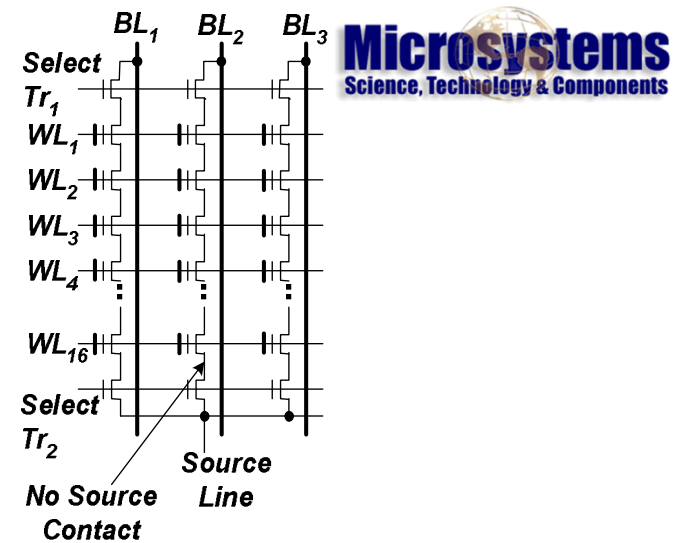 BL1 BL2 BL3
Microsystems
Science, Technology & Components
Select
Tr1
WL1
WL2
WL3
WL4
WL16
Select
Tr2
Source
Line
No Source
Contact